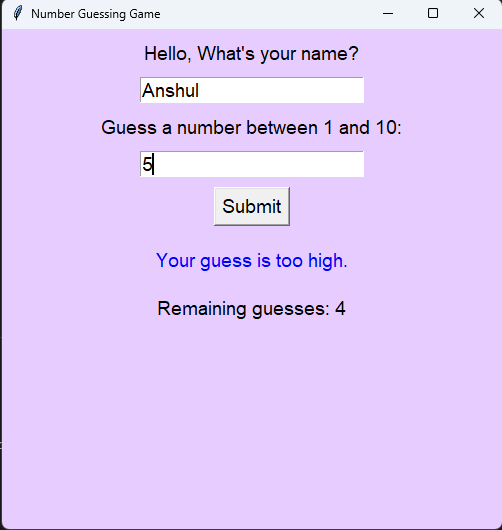 Number Guessing Game
Hello, What's your name?
Anshul
Guess a number between 1 and 10:
5
Submit
Your guess is too high.
Remaining guesses: 4